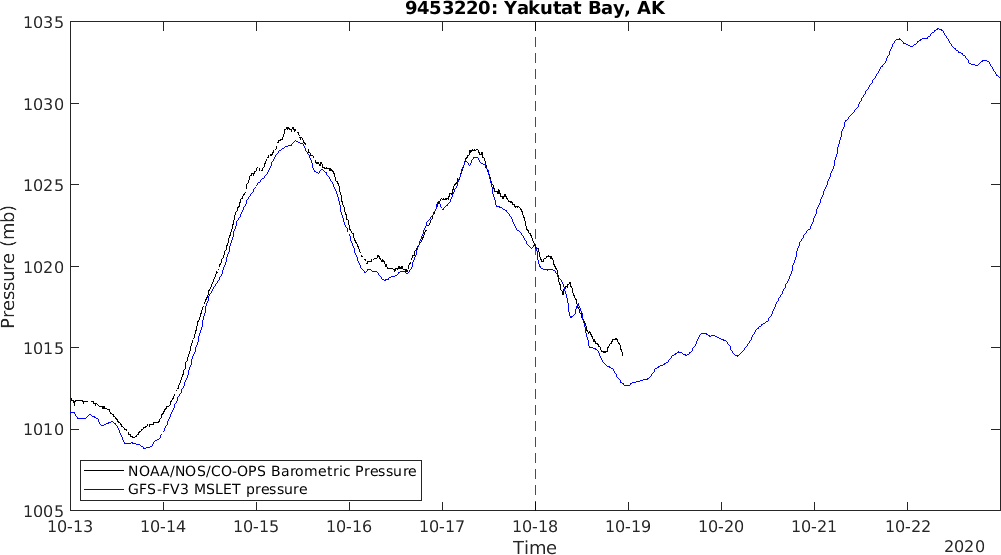 9453220: Yakutat Bay, AK
Pressure (mb)
1035
1030
1025
1020
1015
1010
1005
NOAA/NOS/CO-OPS Barometric Pressure
GFS-FV3 MSLET pressure
10-13 10-14 10-15 10-16 10-17 10-18 10-19 10-20 10-21 10-22
Time
2020